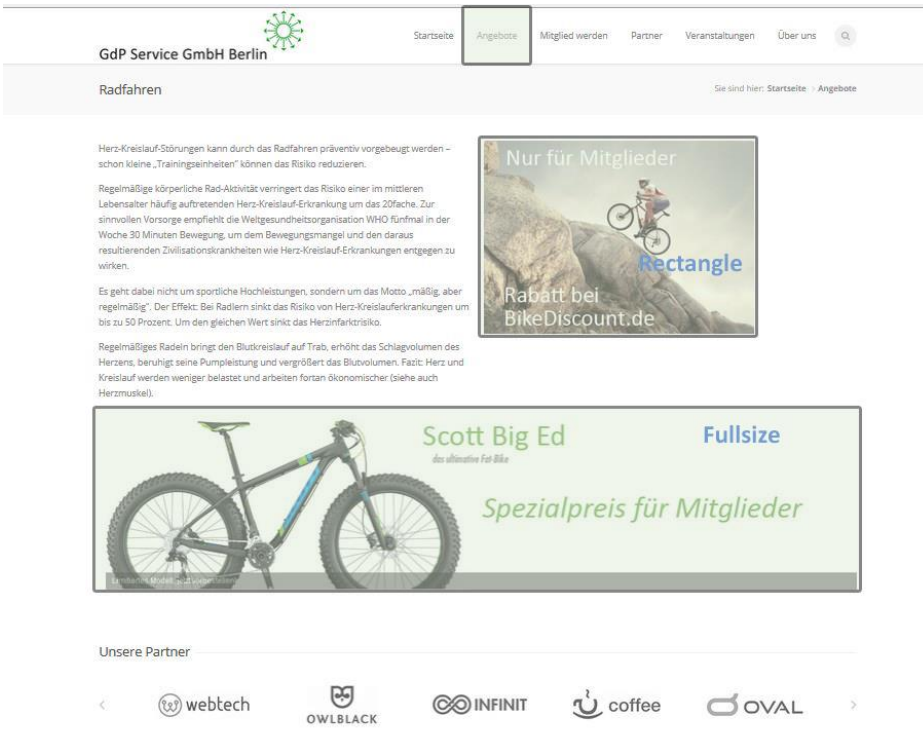 GdP Service GmbH Berlin
Startseite Angebote Mitglied werden Partner Veranstaltungen Über uns
Radfahren
Sie sind hier: Startseite > Angebote
Herz-Kreislauf-Störungen kann durch das Radfahren präventiv vorgebeugt werden –
schon kleine „Trainingseinheiten“ können das Risiko reduzieren.
Regelmäßige körperliche Rad-Aktivität verringert das Risiko einer im mittleren
Lebensalter häufig auftretenden Herz-Kreislauf-Erkrankung um das 20fache. Zur
sinnvollen Vorsorge empfiehlt die Weltgesundheitsorganisation WHO fünfmal in der
Woche 30 Minuten Bewegung, um dem Bewegungsmangel und den daraus
resultierenden Zivilisationskrankheiten wie Herz-Kreislauf-Erkrankungen entgegen zu
wirken.
Es geht dabei nicht um sportliche Hochleistungen, sondern um das Motto „mäßig, aber
regelmäßig“. Der Effekt: Bei Radlern sinkt das Risiko von Herz-Kreislauferkrankungen um
bis zu 50 Prozent. Um den gleichen Wert sinkt das Herzinfarktrisiko.
Regelmäßiges Radeln bringt den Blutkreislauf auf Trab, erhöht das Schlagvolumen des
Herzens, beruhigt seine Pumpleistung und vergrößert das Blutvolumen. Fazit: Herz und
Kreislauf werden weniger belastet und arbeiten fortan ökonomischer (siehe auch
Herzmuskel).
Nur für Mitglieder
Rectangle
Rabatt bei
BikeDiscount.de
Scott Big Ed
das ultimative Fat-Bike
Fullsize
Spezialpreis für Mitglieder
Unsere Partner
webtech
OWLBLACK
INFINIT
coffee
OVAL